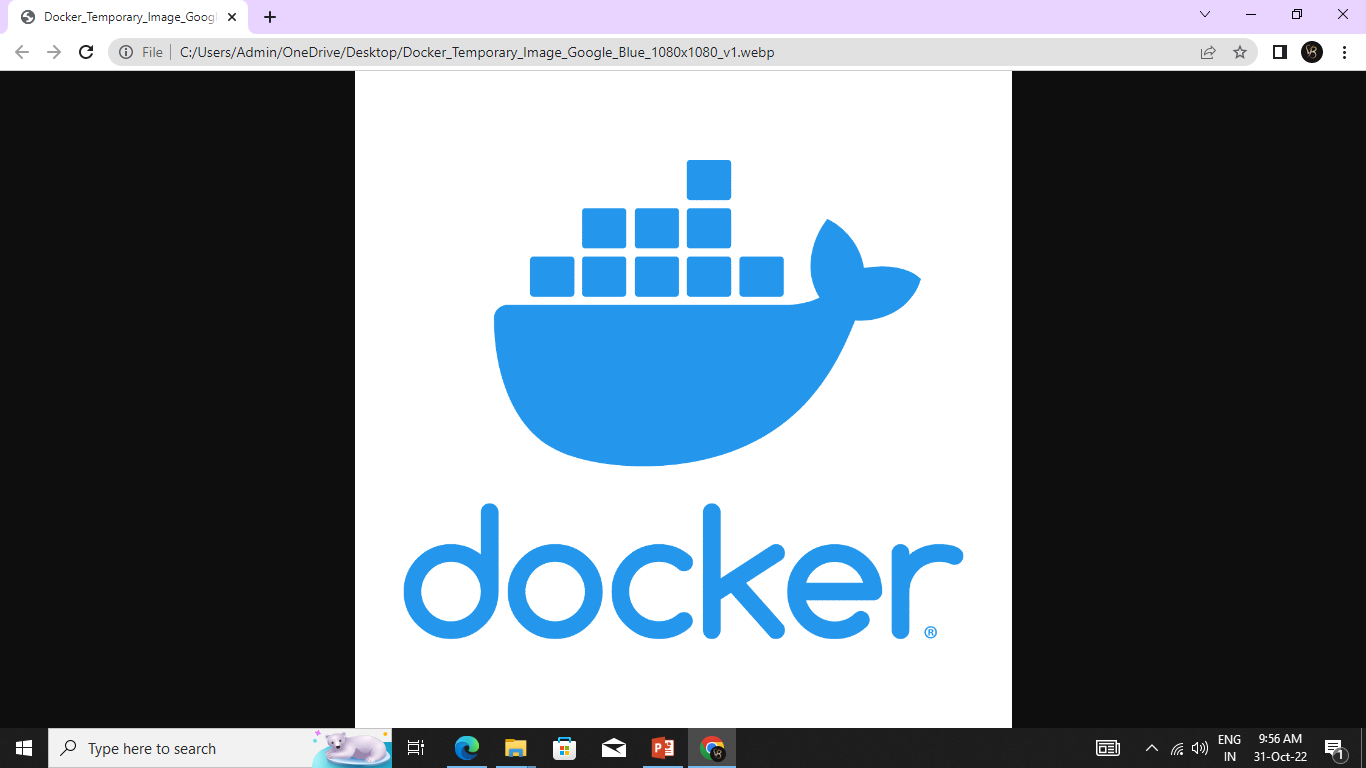 Docker_Temporary_Image_Googl
File
C:/Users/Admin/OneDrive/Desktop/Docker_Temporary_Image_Google_Blue_1080x1080_v1.webp
docker®
Type here to search
ENG
IN
9:56 AM
31-Oct-22
1